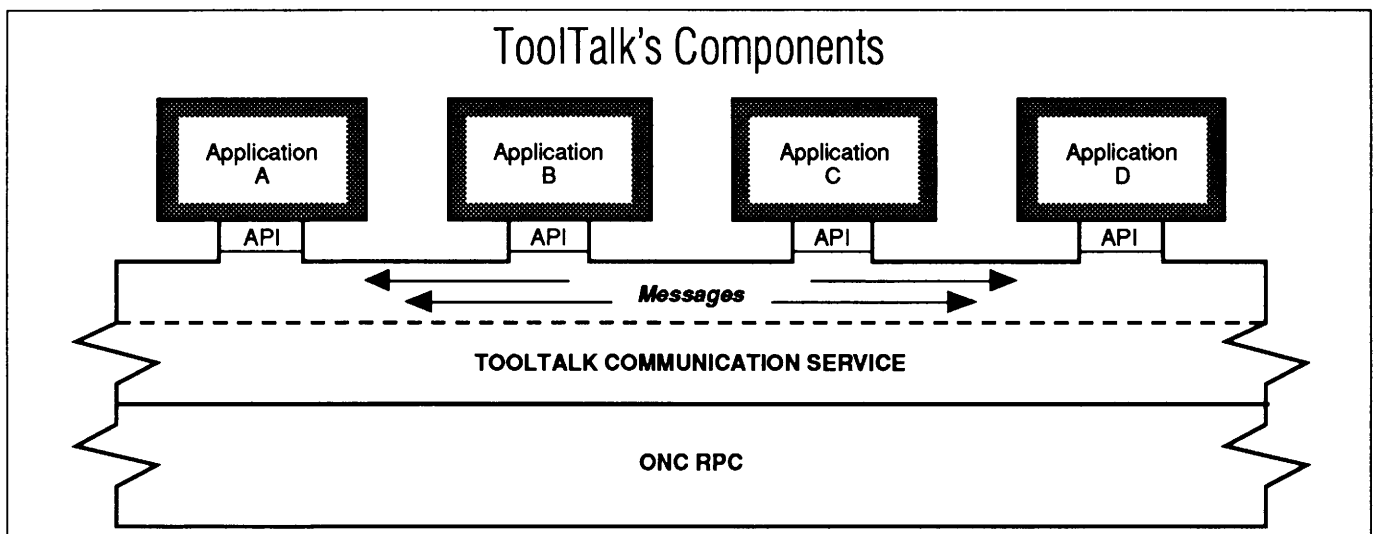 ToolTalk's Components
Application
A
Application
B
Application
C
Application
D
API
API
API
API
Messages
TOOLTALK COMMUNICATION SERVICE
ONC RPC